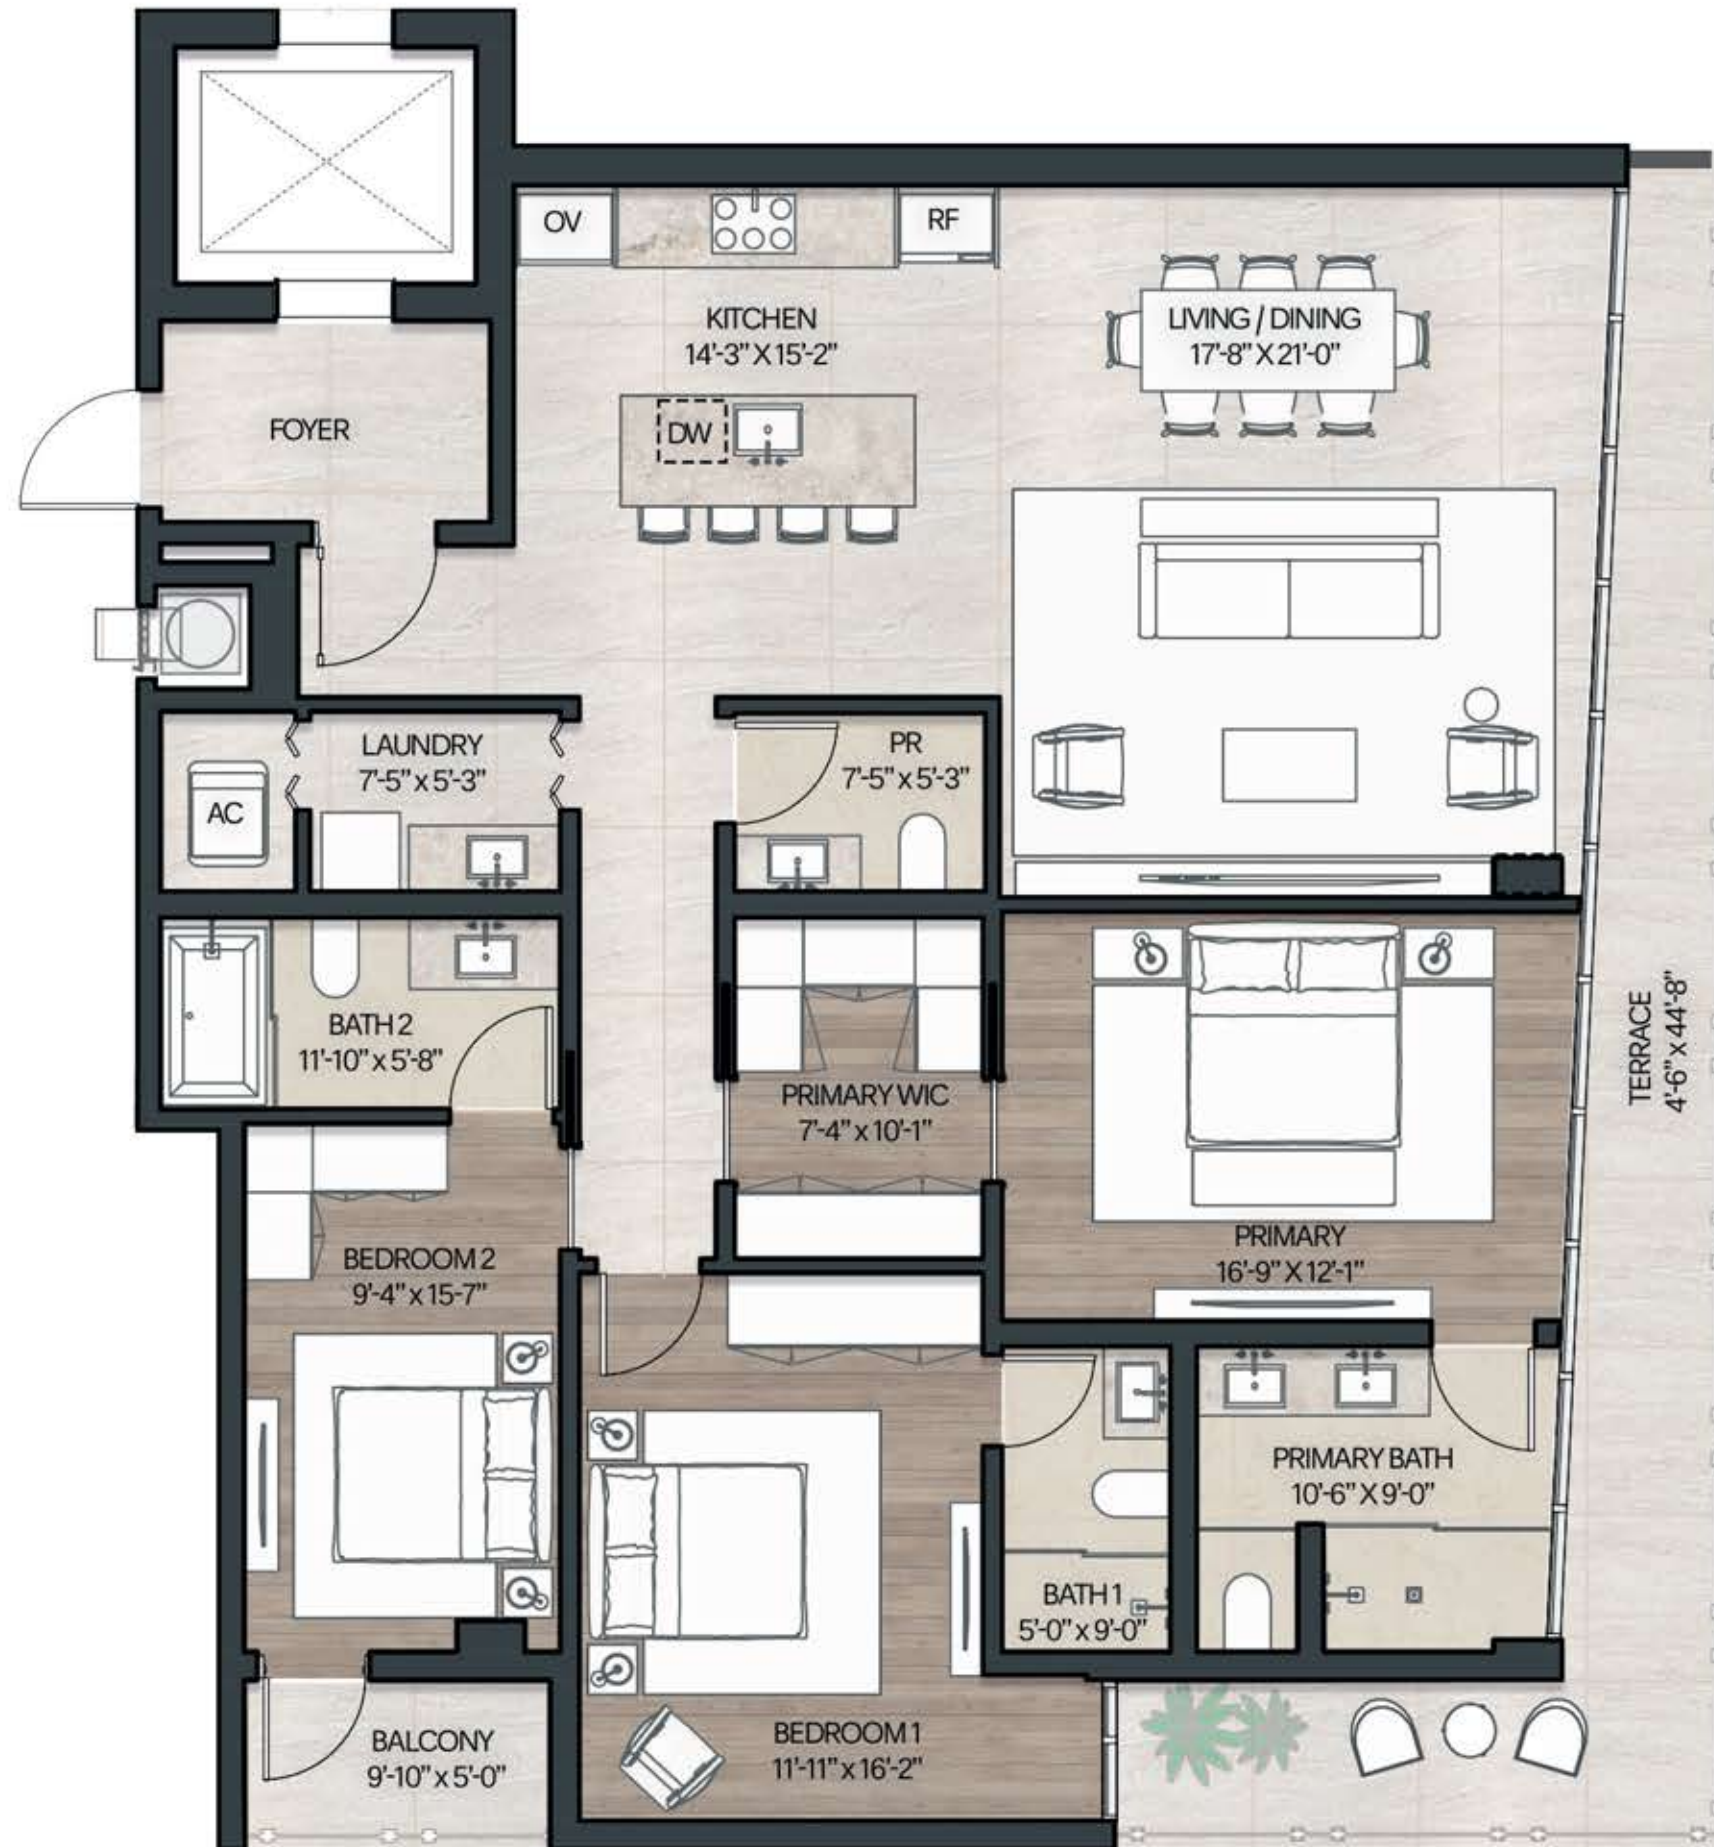 OV
RF
KITCHEN
14'-3" X 15'-2"
LIVING / DINING
17'-8" X 21'-0"
FOYER
DW
LAUNDRY
7'-5" x 5'-3"
PR
7'-5" x 5'-3"
AC
BATH 2
11'-10" x 5'-8"
PRIMARY WIC
7'-4" x 10'-1"
TERRACE
4'-6" x 44'-8"
BEDROOM 2
9'-4" x 15-7"
PRIMARY
16'-9" X 12'-1"
PRIMARY BATH
10'-6" X 9'-0"
BATH 1
5'-0" x 9'-0"
BALCONY
9'-10" x 5'-0"
BEDROOM 1
11'-11" x 16'-2"